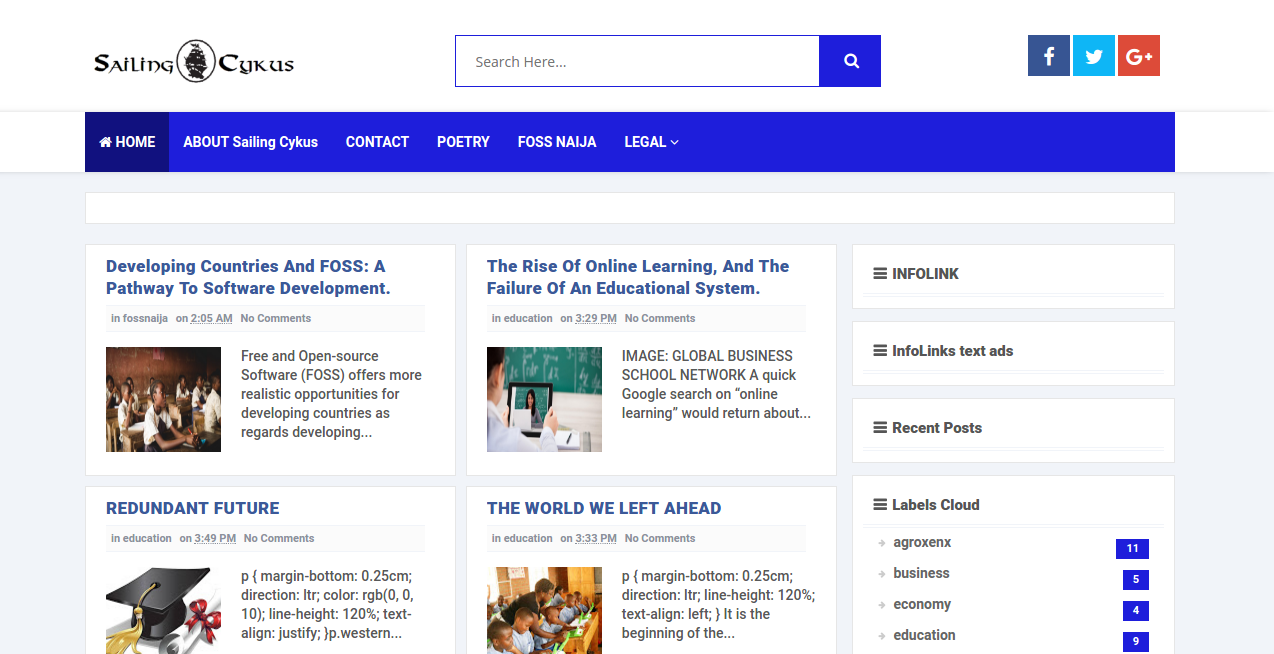 Sailing Cykus
Search Here...
HOME ABOUT Sailing Cykus CONTACT POETRY FOSS NAIJA LEGAL
Developing Countries And FOSS: A
Pathway To Software Development.
in fossnaija on 2:05 AM No Comments
Free and Open-source
Software (FOSS) offers more
realistic opportunities for
developing countries as
regards developing...
The Rise Of Online Learning, And The
Failure Of An Educational System.
in education on 3:29 PM No Comments
IMAGE: GLOBAL BUSINESS
SCHOOL NETWORK A quick
Google search on “online
learning” would return about...
REDUNDANT FUTURE
in education on 3:49 PM No Comments
p { margin-bottom: 0.25cm;
direction: ltr; color: rgb(0, 0,
10); line-height: 120%; text-
align: justify; }p.western...
THE WORLD WE LEFT AHEAD
in education on 3:33 PM No Comments
p { margin-bottom: 0.25cm;
direction: ltr; line-height: 120%;
text-align: left; } It is the
beginning of the...
INFOLINK
InfoLinks text ads
Recent Posts
Labels Cloud
agroxenx 11
business 5
economy 4
education 9